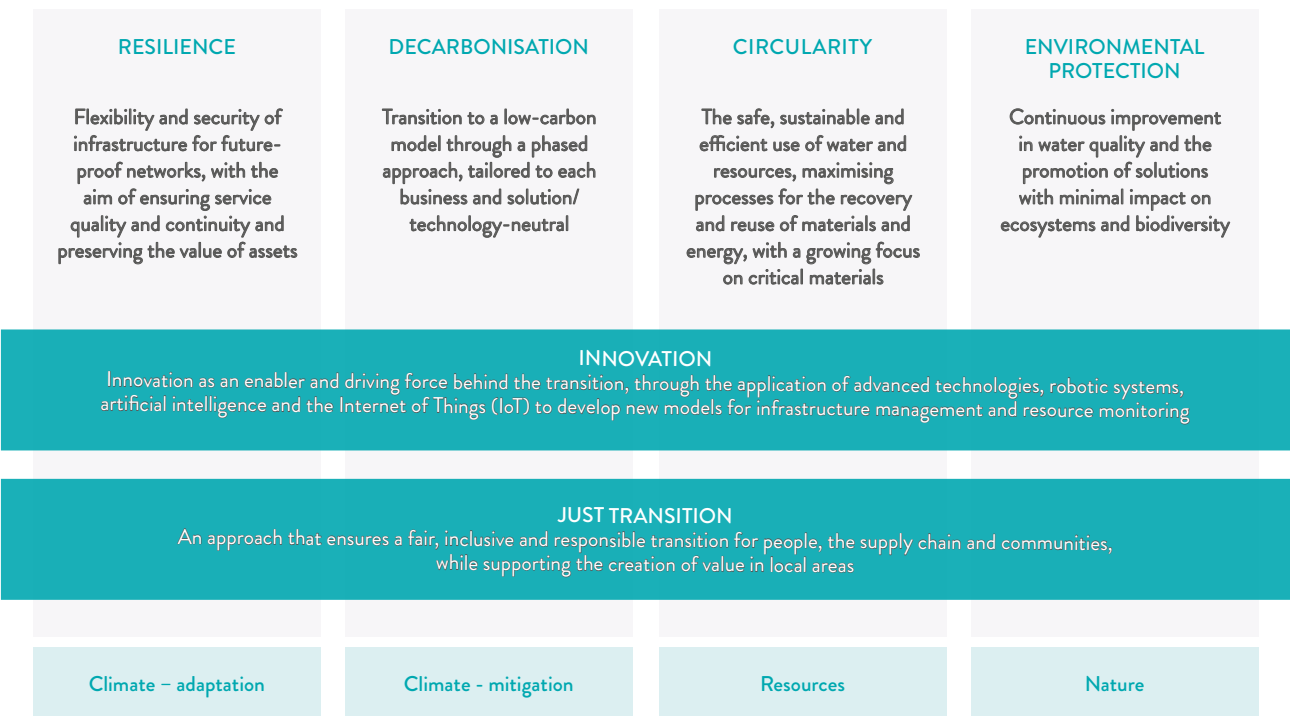 RESILIENCE
Flexibility and security of
infrastructure for future-
proof networks, with the
aim of ensuring service
quality and continuity and
preserving the value of assets
DECARBONISATION
Transition to a low-carbon
model through a phased
approach, tailored to each
business and solution/
technology-neutral
CIRCULARITY
The safe, sustainable and
efficient use of water and
resources, maximising
processes for the recovery
and reuse of materials and
energy, with a growing focus
on critical materials
ENVIRONMENTAL
PROTECTION
Continuous improvement
in water quality and the
promotion of solutions
with minimal impact on
ecosystems and biodiversity
INNOVATION
Innovation as an enabler and driving force behind the transition, through the application of advanced technologies, robotic systems,
artificial intelligence and the Internet of Things (IoT) to develop new models for infrastructure management and resource monitoring
JUST TRANSITION
An approach that ensures a fair, inclusive and responsible transition for people, the supply chain and communities,
while supporting the creation of value in local areas
Climate – adaptation
Climate - mitigation
Resources
Nature